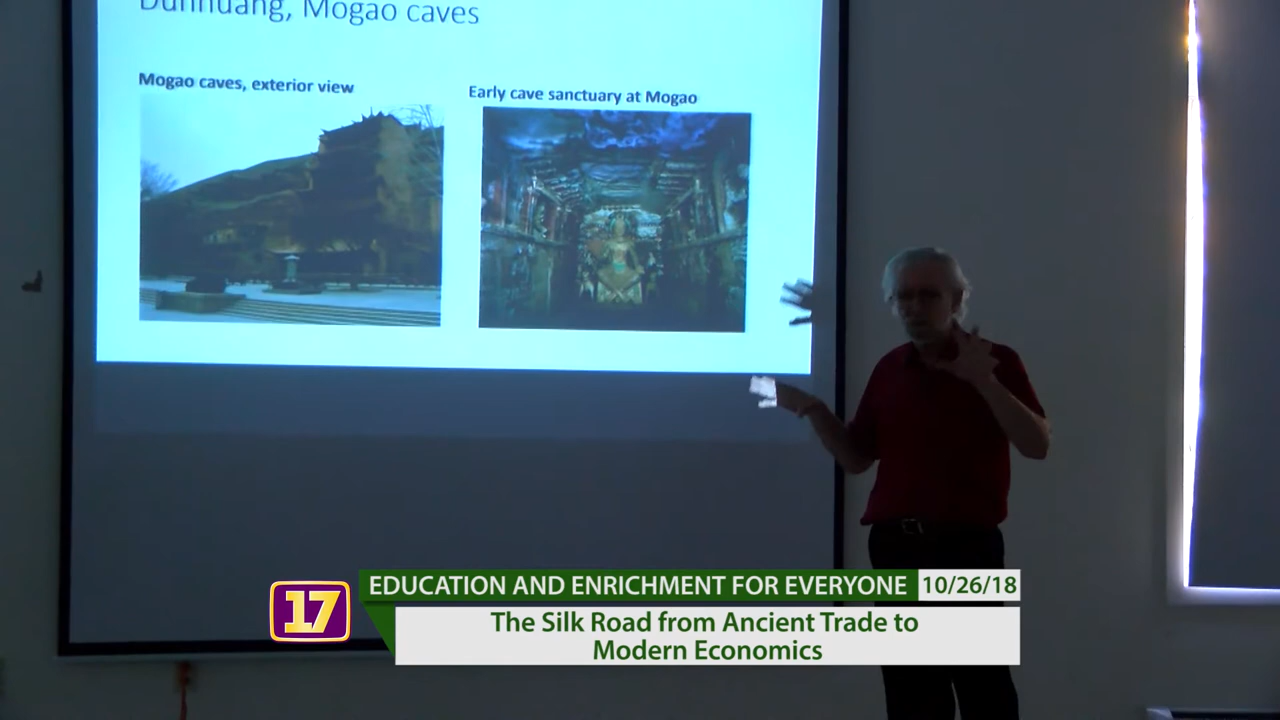 Dunhuang, Mogao caves
Mogao caves, exterior view
Early cave sanctuary at Mogao
17
EDUCATION AND ENRICHMENT FOR EVERYONE
10/26/18
The Silk Road from Ancient Trade to
Modern Economics